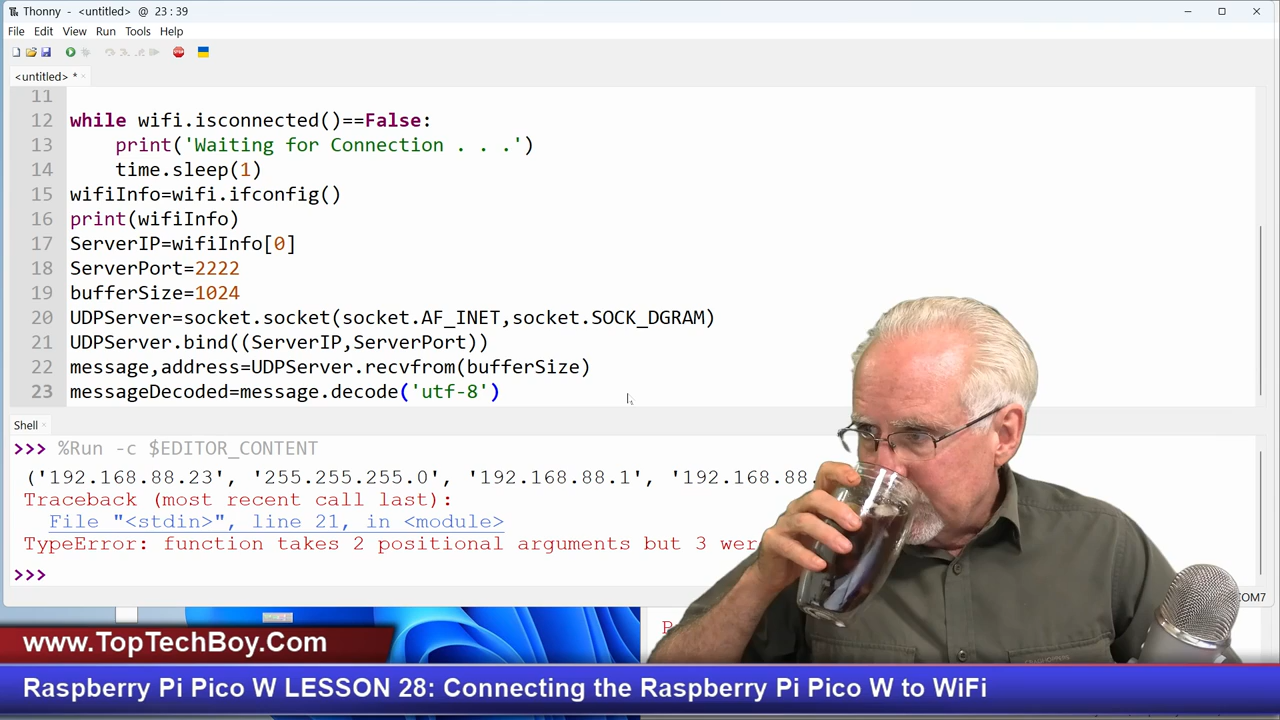 Thonny - <untitled> @ 23 : 39
File Edit View Run Tools Help
<untitled> *
11
12 while wifi.isconnected()==False:
13 print('Waiting for Connection . . .')
14 time.sleep(1)
15 wifiInfo=wifi.ifconfig()
16 print(wifiInfo)
17 ServerIP=wifiInfo[0]
18 ServerPort=2222
19 bufferSize=1024
20 UDPServer=socket.socket(socket.AF_INET,socket.SOCK_DGRAM)
21 UDPServer.bind((ServerIP,ServerPort))
22 message,address=UDPServer.recvfrom(bufferSize)
23 messageDecoded=message.decode('utf-8')
Shell
>>> %Run -c $EDITOR_CONTENT
('192.168.88.23', '255.255.255.0', '192.168.88.1', '192.168.88.
Traceback (most recent call last):
File "<stdin>", line 21, in <module>
TypeError: function takes 2 positional arguments but 3
>>>
COM7
www.TopTechBoy.Com
Raspberry Pi Pico W LESSON 28: Connecting the Raspberry Pi Pico W to WiFi